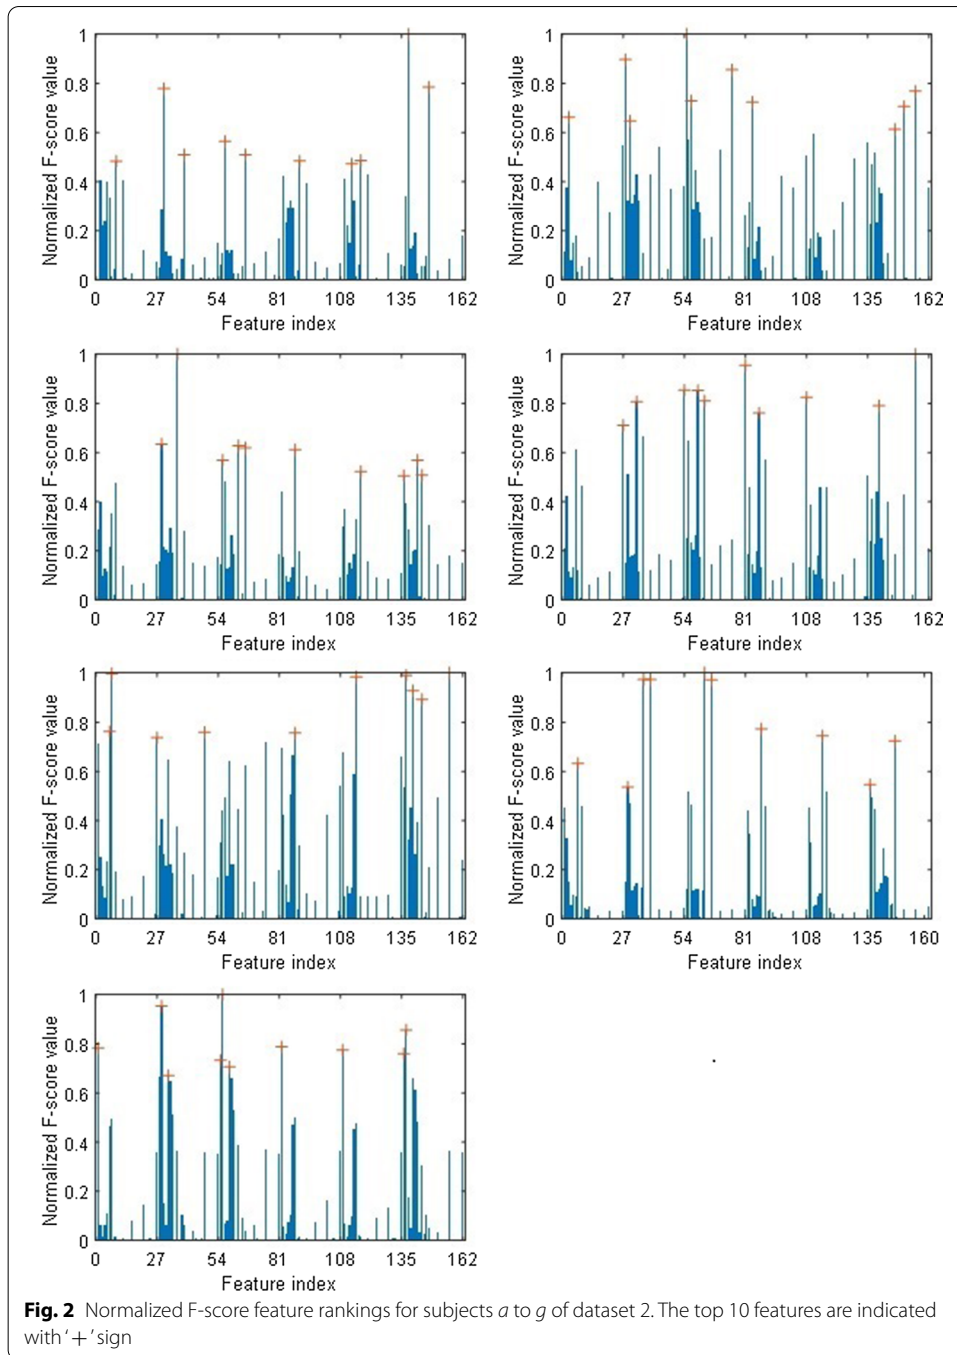 1
0.8
0.6
0.4
0.2
0
Normalized F-score value
0 27 54 81 108 135 162
Feature index
1
0.8
0.6
0.4
0.2
0
Normalized F-score value
0 27 54 81 108 135 162
Feature index
1
0.8
0.6
0.4
0.2
0
Normalized F-score value
0 27 54 81 108 135 162
Feature index
1
0.8
0.6
0.4
0.2
0
Normalized F-score value
0 27 54 81 108 135 162
Feature index
1
0.8
0.6
0.4
0.2
0
Normalized F-score value
0 27 54 81 108 135 162
Feature index
1
0.8
0.6
0.4
0.2
0
Normalized F-score value
0 27 54 81 108 135 160
Feature index
1
0.8
0.6
0.4
0.2
0
Normalized F-score value
0 27 54 81 108 135 162
Feature index
Fig. 2 Normalized F-score feature rankings for subjects a to g of dataset 2. The top 10 features are indicated
with ‘+’ sign